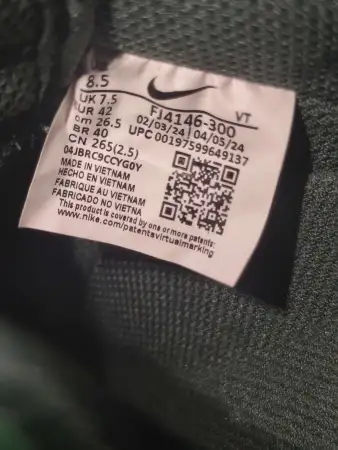 8.5
UK 7.5 FJ4146-300 VT
EUR 42 02/03/24 04/05/24
cm 26.5 UPC 00197599649137
BR 40
CN 265(2.5)
04JBRC9CCYG0Y
MADE IN VIETNAM
HECHO EN VIETNAM
FABRIQUE AU VIETNAM
FABRICADO NO VIETNA
This product is covered by one or more patents:
www.nike.com/patentsvirtualmarking